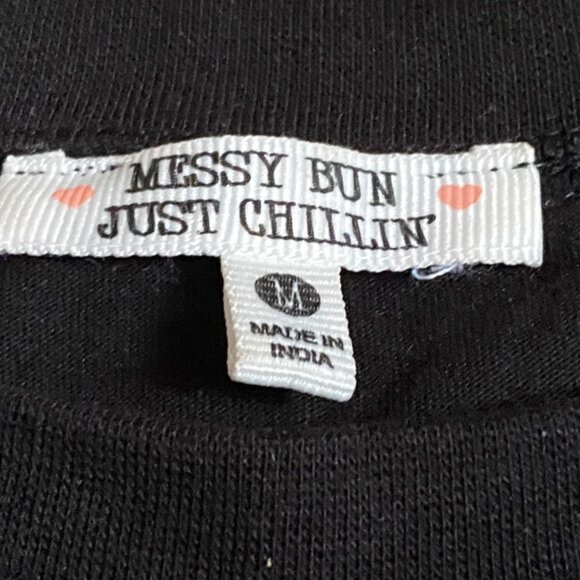 MESSY BUN
JUST CHILLIN'
M
MADE IN
INDIA